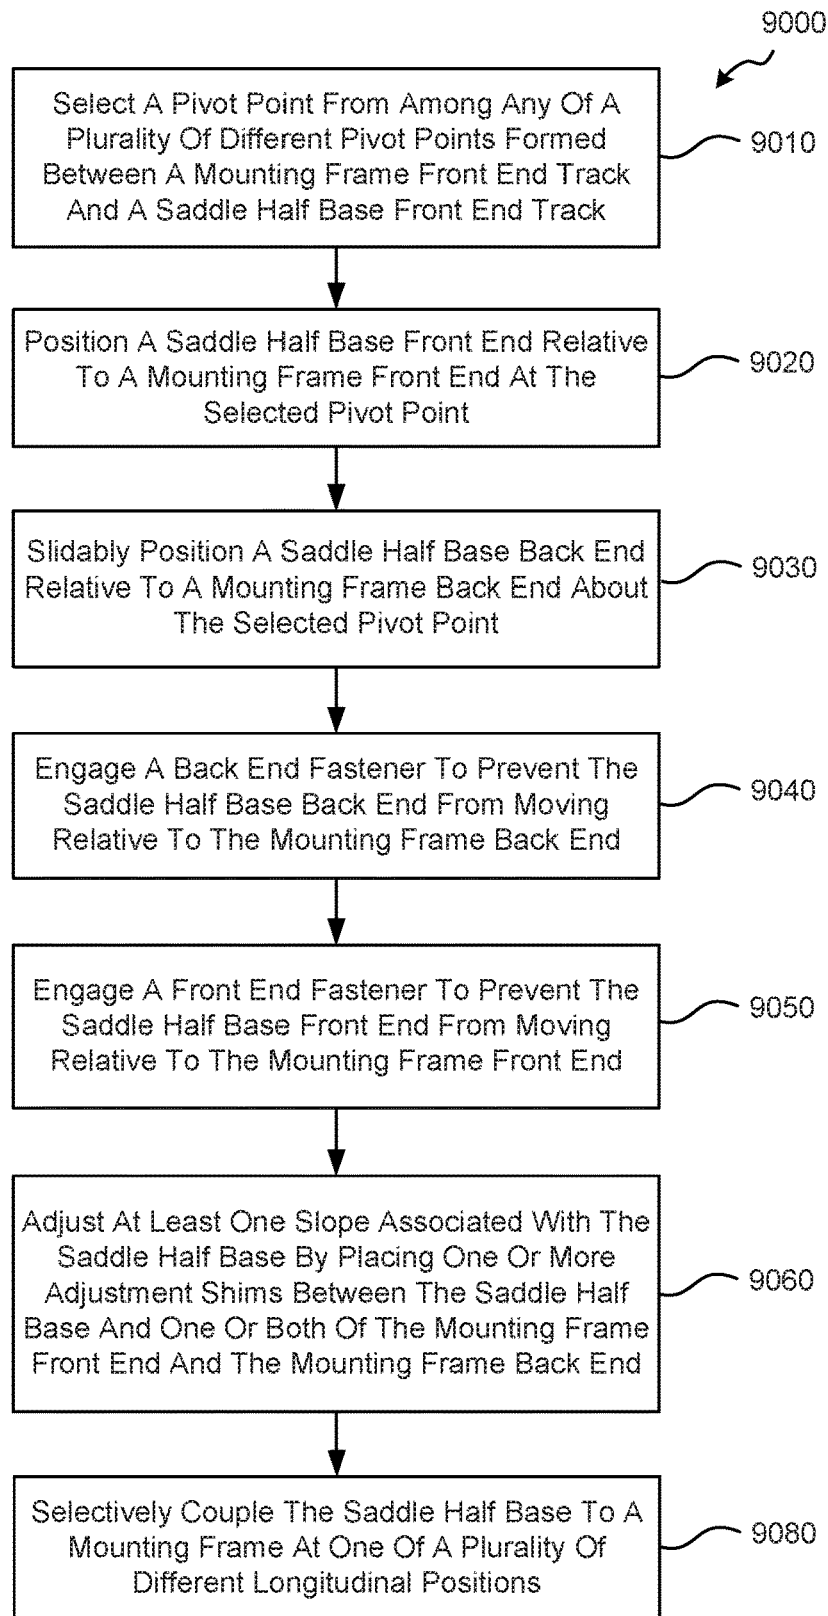 9000
Select A Pivot Point From Among Any Of A
Plurality Of Different Pivot Points Formed
Between A Mounting Frame Front End Track
And A Saddle Half Base Front End Track
9010
Position A Saddle Half Base Front End Relative
To A Mounting Frame Front End At The
Selected Pivot Point
9020
Slidably Position A Saddle Half Base Back End
Relative To A Mounting Frame Back End About
The Selected Pivot Point
9030
Engage A Back End Fastener To Prevent The
Saddle Half Base Back End From Moving
Relative To The Mounting Frame Back End
9040
Engage A Front End Fastener To Prevent The
Saddle Half Base Front End From Moving
Relative To The Mounting Frame Front End
9050
Adjust At Least One Slope Associated With The
Saddle Half Base By Placing One Or More
Adjustment Shims Between The Saddle Half
Base And One Or Both Of The Mounting Frame
Front End And The Mounting Frame Back End
9060
Selectively Couple The Saddle Half Base To A
Mounting Frame At One Of A Plurality Of
Different Longitudinal Positions
9080